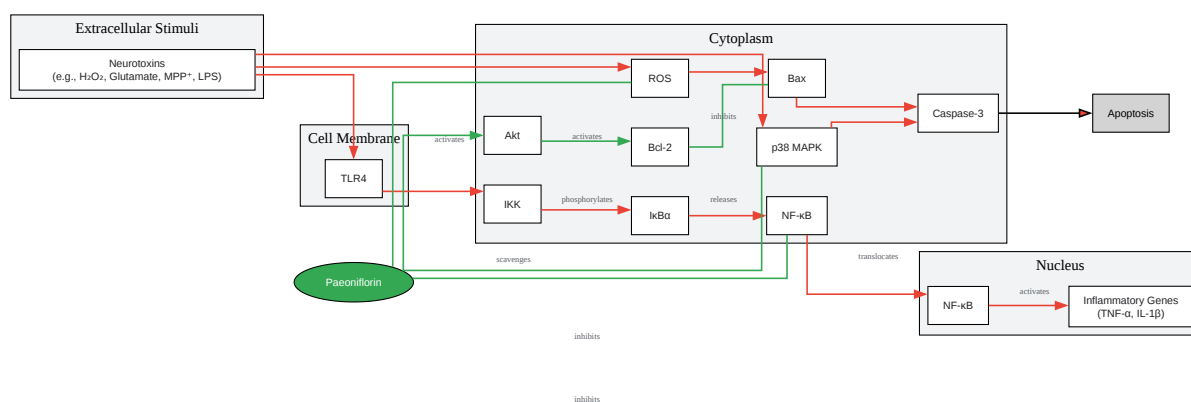 Extracellular Stimuli
Neurotoxins
(e.g., H₂O₂, Glutamate, MPP⁺, LPS)
Cytoplasm
ROS
Bax
Caspase-3
Apoptosis
inhibits
Cell Membrane
activates
Akt
activates
Bcl-2
p38 MAPK
TLR4
IKK
phosphorylates
IκBα
releases
NF-κB
scavenges
translocates
Paeoniflorin
Nucleus
NF-κB
activates
Inflammatory Genes
(TNF-α, IL-1β)
inhibits
inhibits